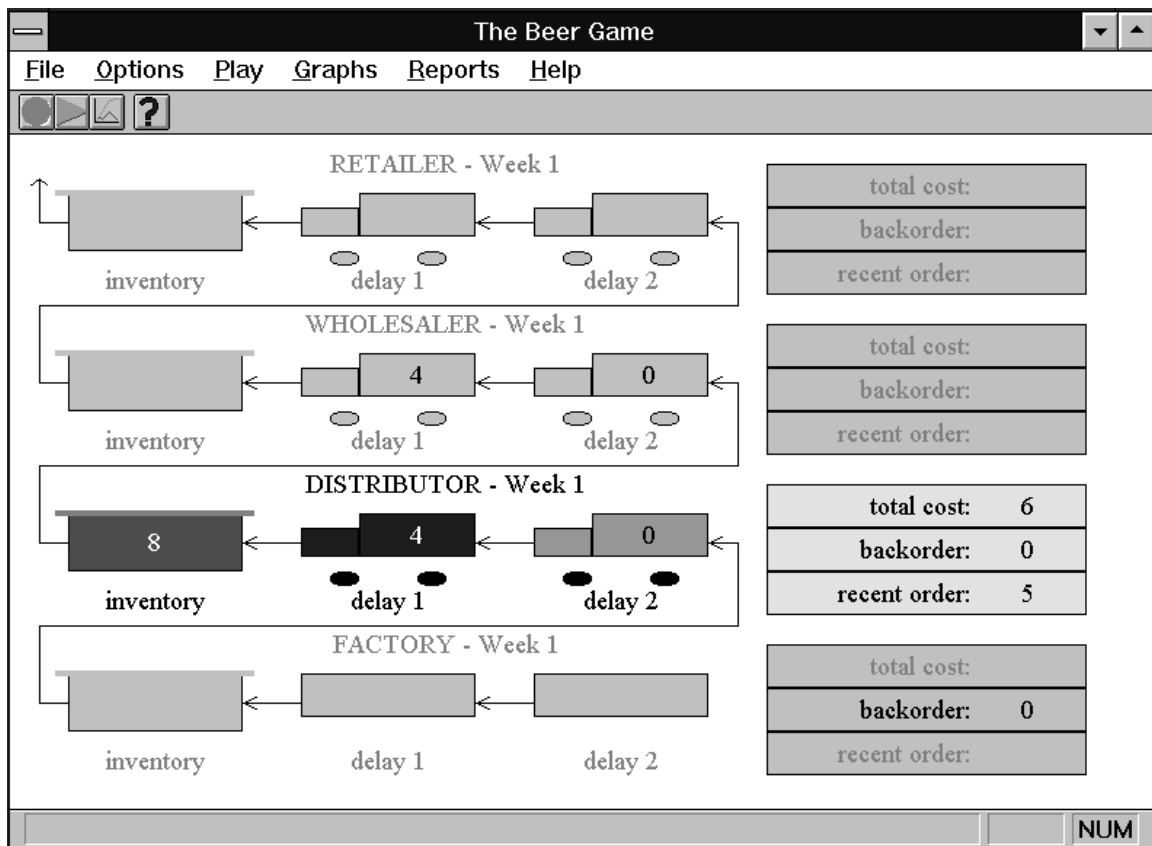 The Beer Game
File Options Play Graphs Reports Help
?
RETAILER - Week 1
total cost:
backorder:
recent order:
inventory delay 1 delay 2
WHOLESALER - Week 1
4 0
total cost:
backorder:
recent order:
inventory delay 1 delay 2
DISTRIBUTOR - Week 1
8 4 0
total cost: 6
backorder: 0
recent order: 5
inventory delay 1 delay 2
FACTORY - Week 1
total cost:
backorder: 0
recent order:
inventory delay 1 delay 2
NUM